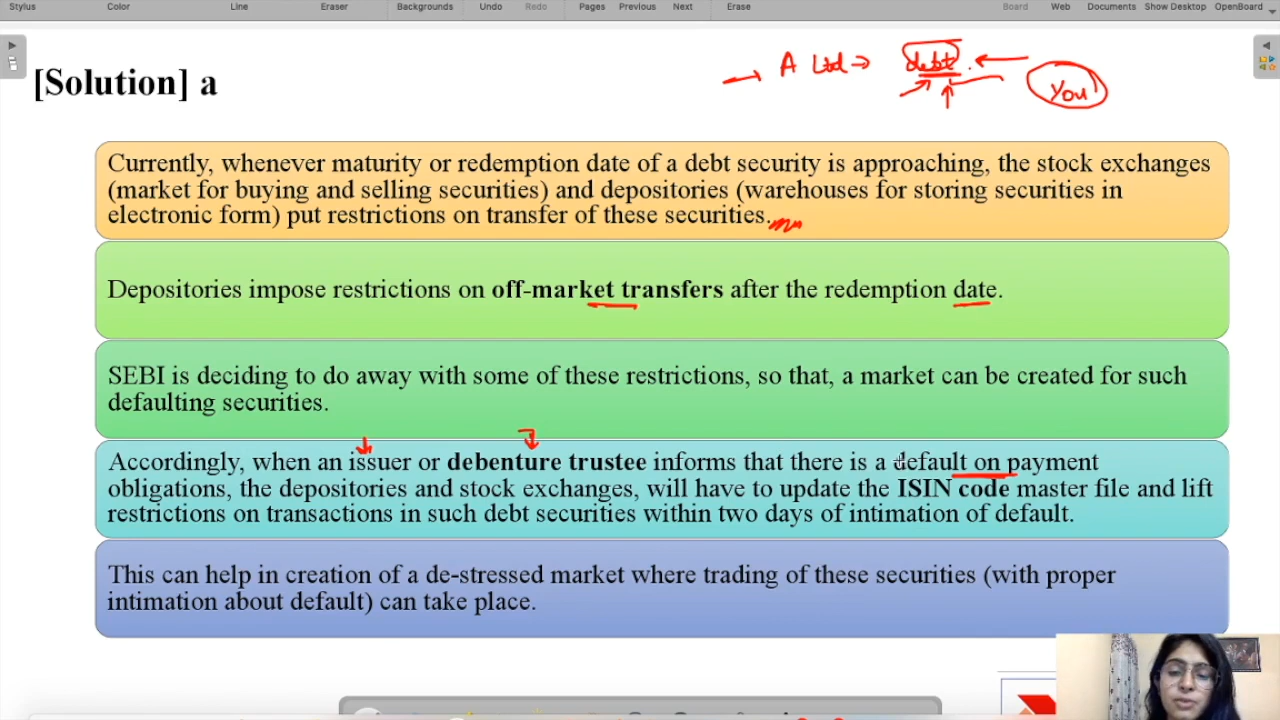 Stylus Color Line Eraser Backgrounds Undo Redo Pages Previous Next Erase Board Web Documents Show Desktop OpenBoard
A Ltd debt. You
[Solution] a
Currently, whenever maturity or redemption date of a debt security is approaching, the stock exchanges
(market for buying and selling securities) and depositories (warehouses for storing securities in
electronic form) put restrictions on transfer of these securities.
Depositories impose restrictions on off-market transfers after the redemption date.
SEBI is deciding to do away with some of these restrictions, so that, a market can be created for such
defaulting securities.
Accordingly, when an issuer or debenture trustee informs that there is a default on payment
obligations, the depositories and stock exchanges, will have to update the ISIN code master file and lift
restrictions on transactions in such debt securities within two days of intimation of default.
This can help in creation of a de-stressed market where trading of these securities (with proper
intimation about default) can take place.